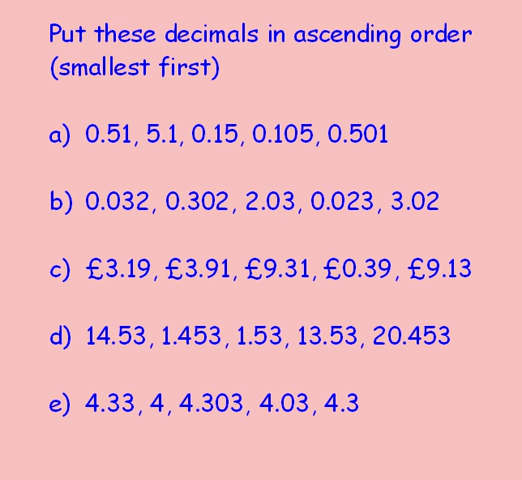 Put these decimals in ascending order
(smallest first)
a) 0.51, 5.1, 0.15, 0.105, 0.501
b) 0.032, 0.302, 2.03, 0.023, 3.02
c) £3.19, £3.91, £9.31, £0.39, £9.13
d) 14.53, 1.453, 1.53, 13.53, 20.453
e) 4.33, 4, 4.303, 4.03, 4.3